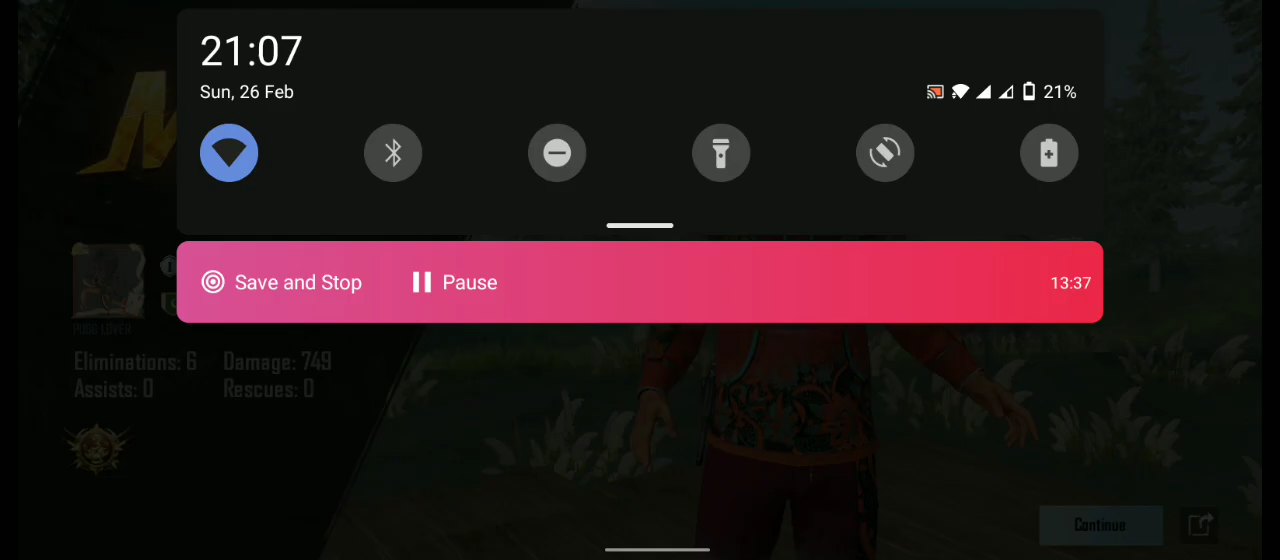 21:07
Sun, 26 Feb
21%
Save and Stop
Pause
13:37
Eliminations: 6 Damage: 749
Assists: 0 Rescues: 0
Continue